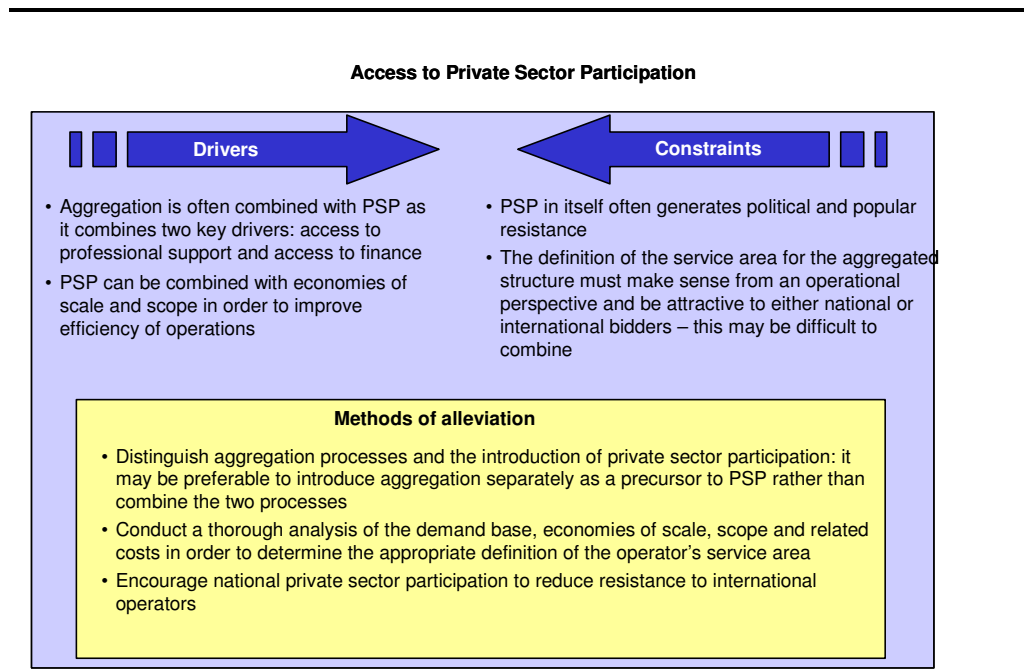 Access to Private Sector Participation
Drivers
• Aggregation is often combined with PSP as
it combines two key drivers: access to
professional support and access to finance
• PSP can be combined with economies of
scale and scope in order to improve
efficiency of operations
Constraints
• PSP in itself often generates political and popular
resistance
• The definition of the service area for the aggregated
structure must make sense from an operational
perspective and be attractive to either national or
international bidders – this may be difficult to
combine
Methods of alleviation
• Distinguish aggregation processes and the introduction of private sector participation: it
may be preferable to introduce aggregation separately as a precursor to PSP rather than
combine the two processes
• Conduct a thorough analysis of the demand base, economies of scale, scope and related
costs in order to determine the appropriate definition of the operator’s service area
• Encourage national private sector participation to reduce resistance to international
operators